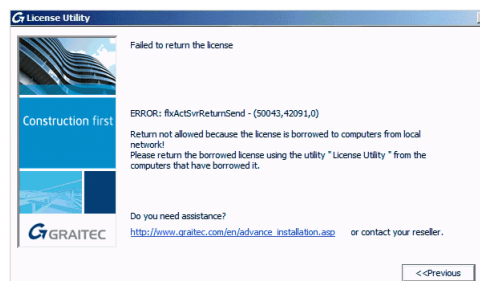 License Utility
Failed to return the license
ERROR: flxActSvrReturnSend - (50043,42091,0)
Construction first
Return not allowed because the license is borrowed to computers from local
network!
Please return the borrowed license using the utility "License Utility " from the
computers that have borrowed it.
Do you need assistance?
http://www.graitec.com/en/advance_installation.asp or contact your reseller.
GRAITEC
<<Previous